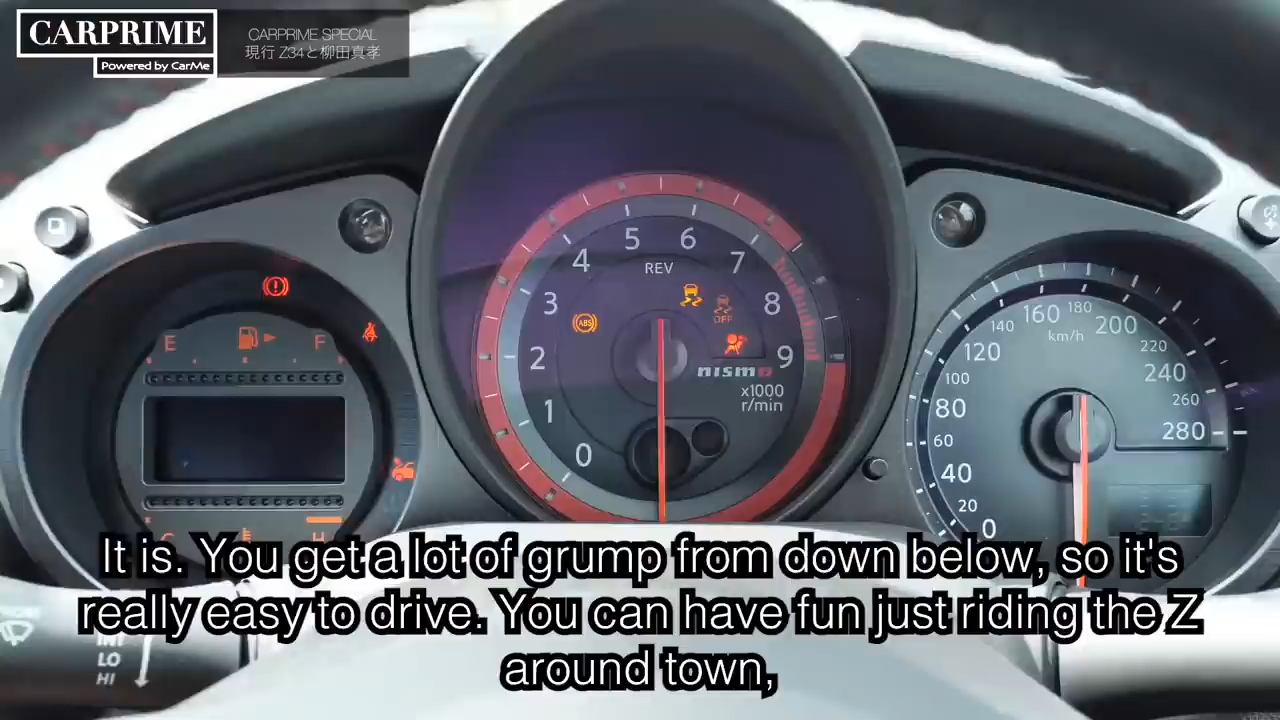 CARPRIME
Powered by CarMe
CARPRIME SPECIAL
現行 Z34と柳田真孝
E
F
0
1
2
3
4
5
6
7
8
9
REV
ABS
OFF
nismo
x1000
r/min
0
20
40
60
80
100
120
140
160
180
200
220
240
260
280
km/h
INT
LO
HI
It is. You get a lot of grump from down below, so it's
really easy to drive. You can have fun just riding the Z
around town,